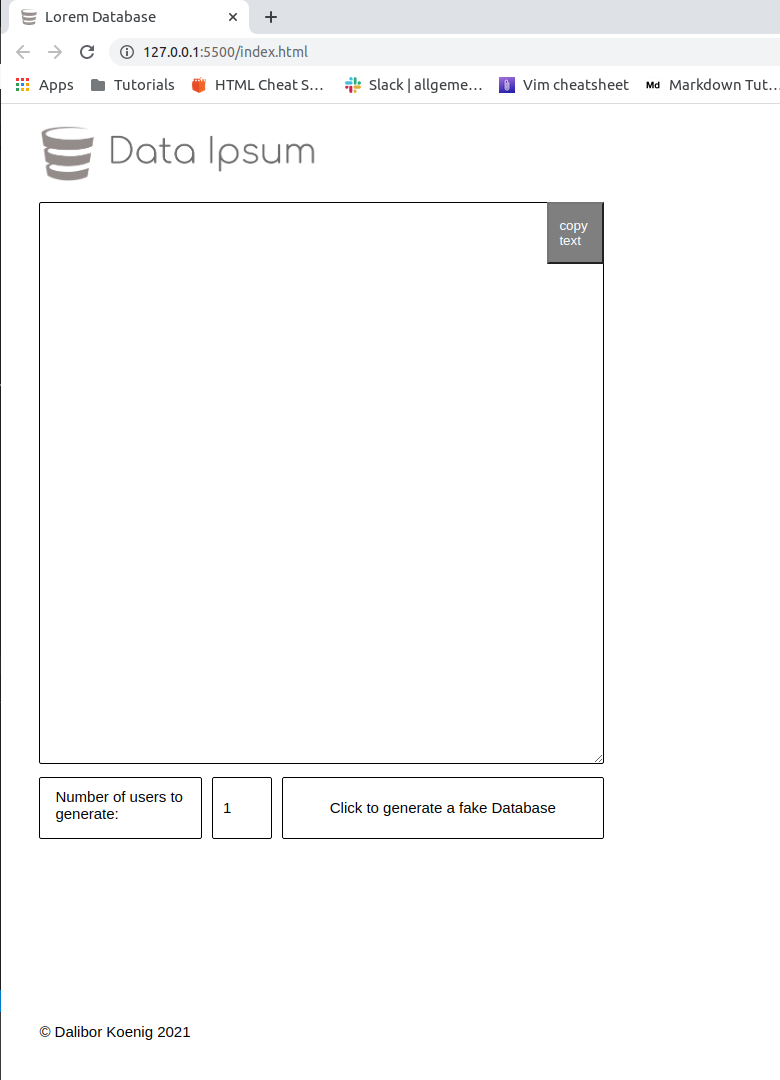 Lorem Database
127.0.0.1:5500/index.html
Apps Tutorials HTML Cheat S… Slack | allgeme… Vim cheatsheet Md Markdown Tut…
Data Ipsum
copy
text
Number of users to
generate:
1
Click to generate a fake Database
© Dalibor Koenig 2021